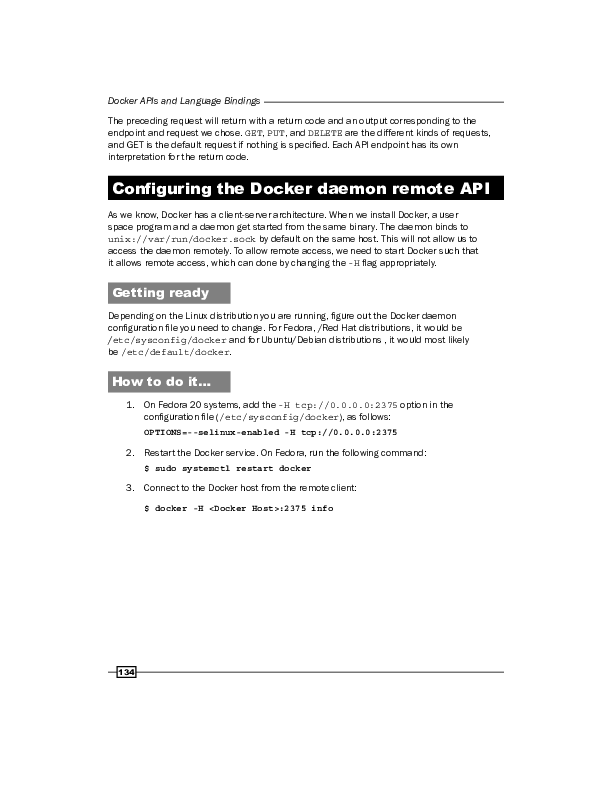 Docker APIs and Language Bindings
The preceding request will return with a return code and an output corresponding to the
endpoint and request we chose. GET, PUT, and DELETE are the different kinds of requests,
and GET is the default request if nothing is specified. Each API endpoint has its own
interpretation for the return code.
Configuring the Docker daemon remote API
As we know, Docker has a client-server architecture. When we install Docker, a user
space program and a daemon get started from the same binary. The daemon binds to
unix://var/run/docker.sock by default on the same host. This will not allow us to
access the daemon remotely. To allow remote access, we need to start Docker such that
it allows remote access, which can done by changing the -H flag appropriately.
Getting ready
Depending on the Linux distribution you are running, figure out the Docker daemon
configuration file you need to change. For Fedora, /Red Hat distributions, it would be
/etc/sysconfig/docker and for Ubuntu/Debian distributions , it would most likely
be /etc/default/docker.
How to do it...
1. On Fedora 20 systems, add the -H tcp://0.0.0.0:2375 option in the
configuration file (/etc/sysconfig/docker), as follows:
OPTIONS=--selinux-enabled -H tcp://0.0.0.0:2375
2. Restart the Docker service. On Fedora, run the following command:
$ sudo systemctl restart docker
3. Connect to the Docker host from the remote client:
$ docker -H <Docker Host>:2375 info
134